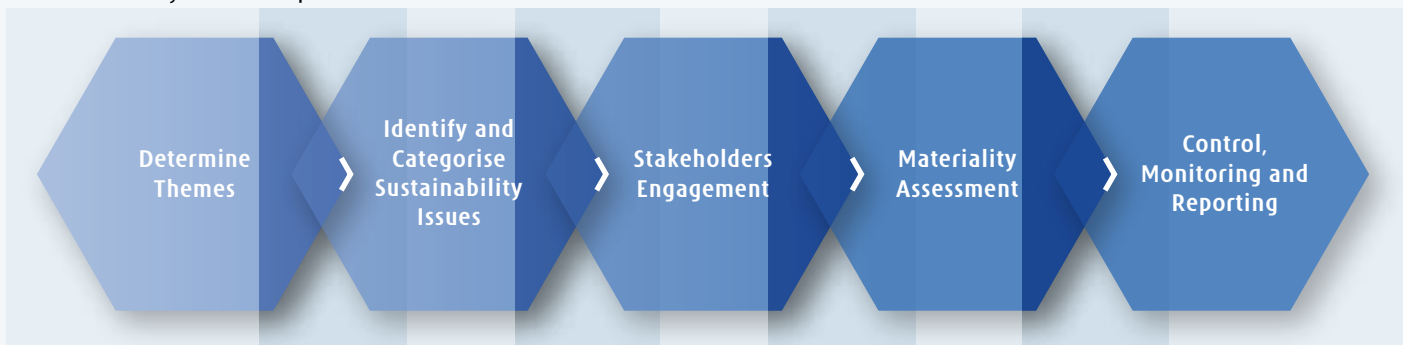 Determine
Themes
Identify and
Categorise
Sustainability
Issues
Stakeholders
Engagement
Materiality
Assessment
Control,
Monitoring and
Reporting